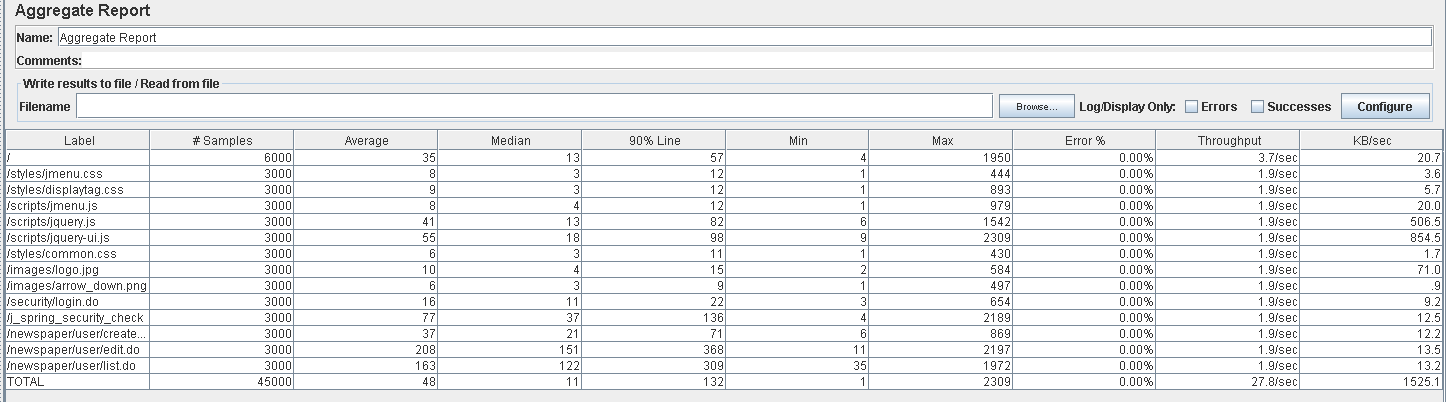 Aggregate Report
Name: Aggregate Report
Comments:
Write results to file / Read from file
Filename Browse... Log/Display Only: Errors Successes Configure
Label # Samples Average Median 90% Line Min Max Error % Throughput KB/sec
/ 6000 35 13 57 4 1950 0.00% 3.7/sec 20.7
/styles/jmenu.css 3000 8 3 12 1 444 0.00% 1.9/sec 3.6
/styles/displaytag.css 3000 9 3 12 1 893 0.00% 1.9/sec 5.7
/scripts/jmenu.js 3000 8 4 12 1 979 0.00% 1.9/sec 20.0
/scripts/jquery.js 3000 41 13 82 6 1542 0.00% 1.9/sec 506.5
/scripts/jquery-ui.js 3000 55 18 98 9 2309 0.00% 1.9/sec 854.5
/styles/common.css 3000 6 3 11 1 430 0.00% 1.9/sec 1.7
/images/logo.jpg 3000 10 4 15 2 584 0.00% 1.9/sec 71.0
/images/arrow_down.png 3000 6 3 9 1 497 0.00% 1.9/sec .9
/security/login.do 3000 16 11 22 3 654 0.00% 1.9/sec 9.2
/j_spring_security_check 3000 77 37 136 4 2189 0.00% 1.9/sec 12.5
/newspaper/user/create... 3000 37 21 71 6 869 0.00% 1.9/sec 12.2
/newspaper/user/edit.do 3000 208 151 368 11 2197 0.00% 1.9/sec 13.5
/newspaper/user/list.do 3000 163 122 309 35 1972 0.00% 1.9/sec 13.2
TOTAL 45000 48 11 132 1 2309 0.00% 27.8/sec 1525.1